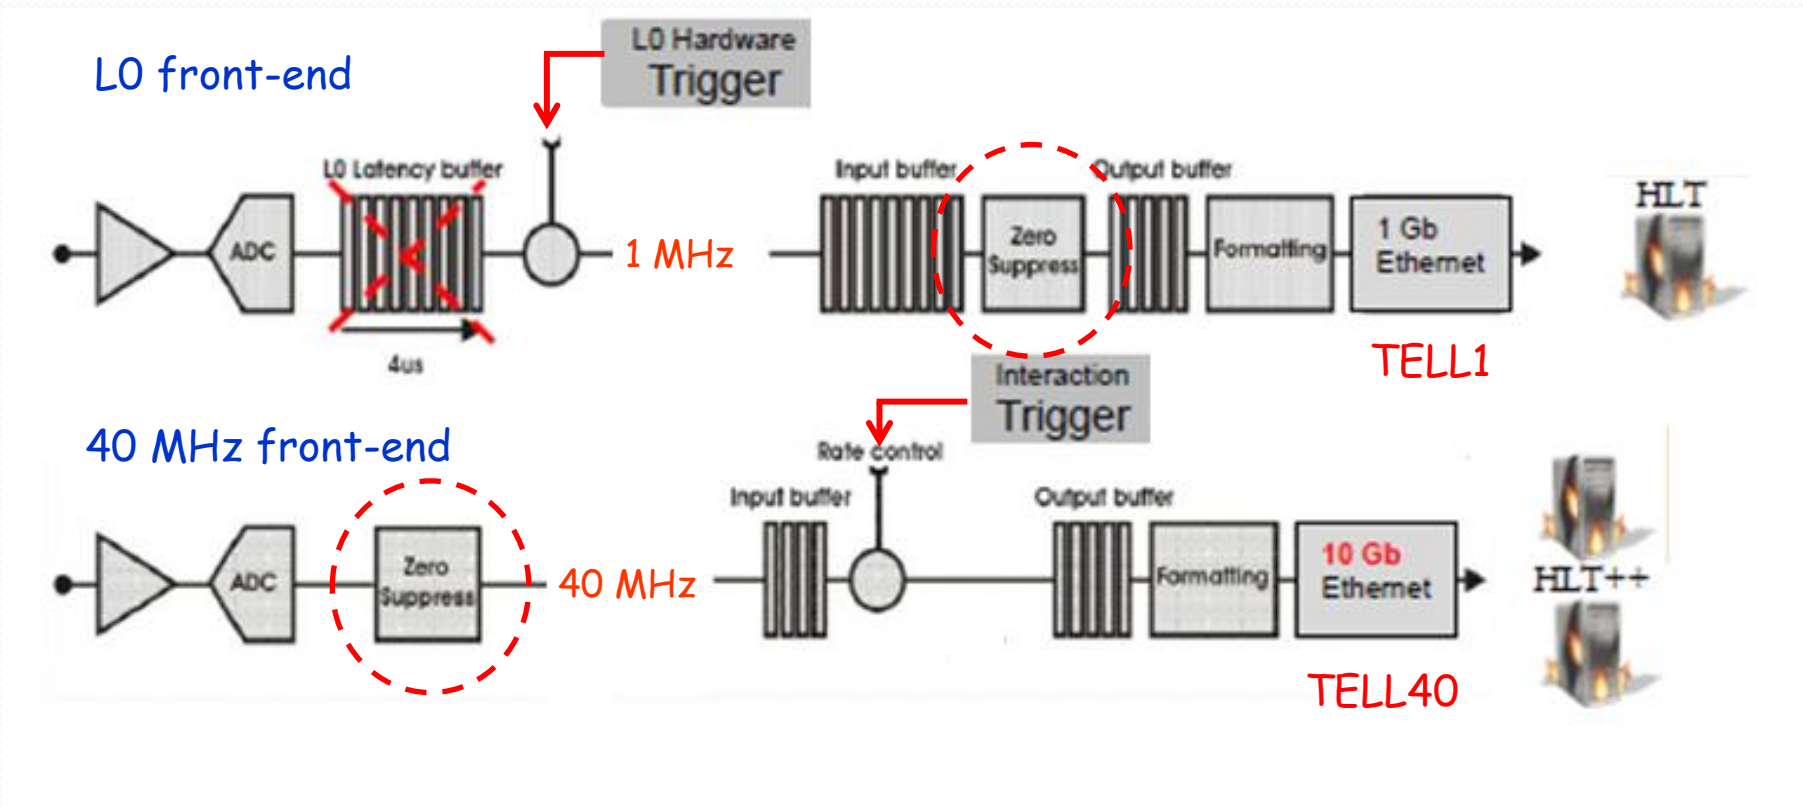 L0 front-end
L0 Hardware
Trigger
L0 Latency buffer
Input buffer
Output buffer
HLT
ADC
1 MHz
Zero
Suppress
Formatting
1 Gb
Ethernet
4us
TELL1
Interaction
Trigger
40 MHz front-end
Rate control
Input buffer
Output buffer
ADC
Zero
Suppress
40 MHz
Formatting
10 Gb
Ethernet
HLT++
TELL40